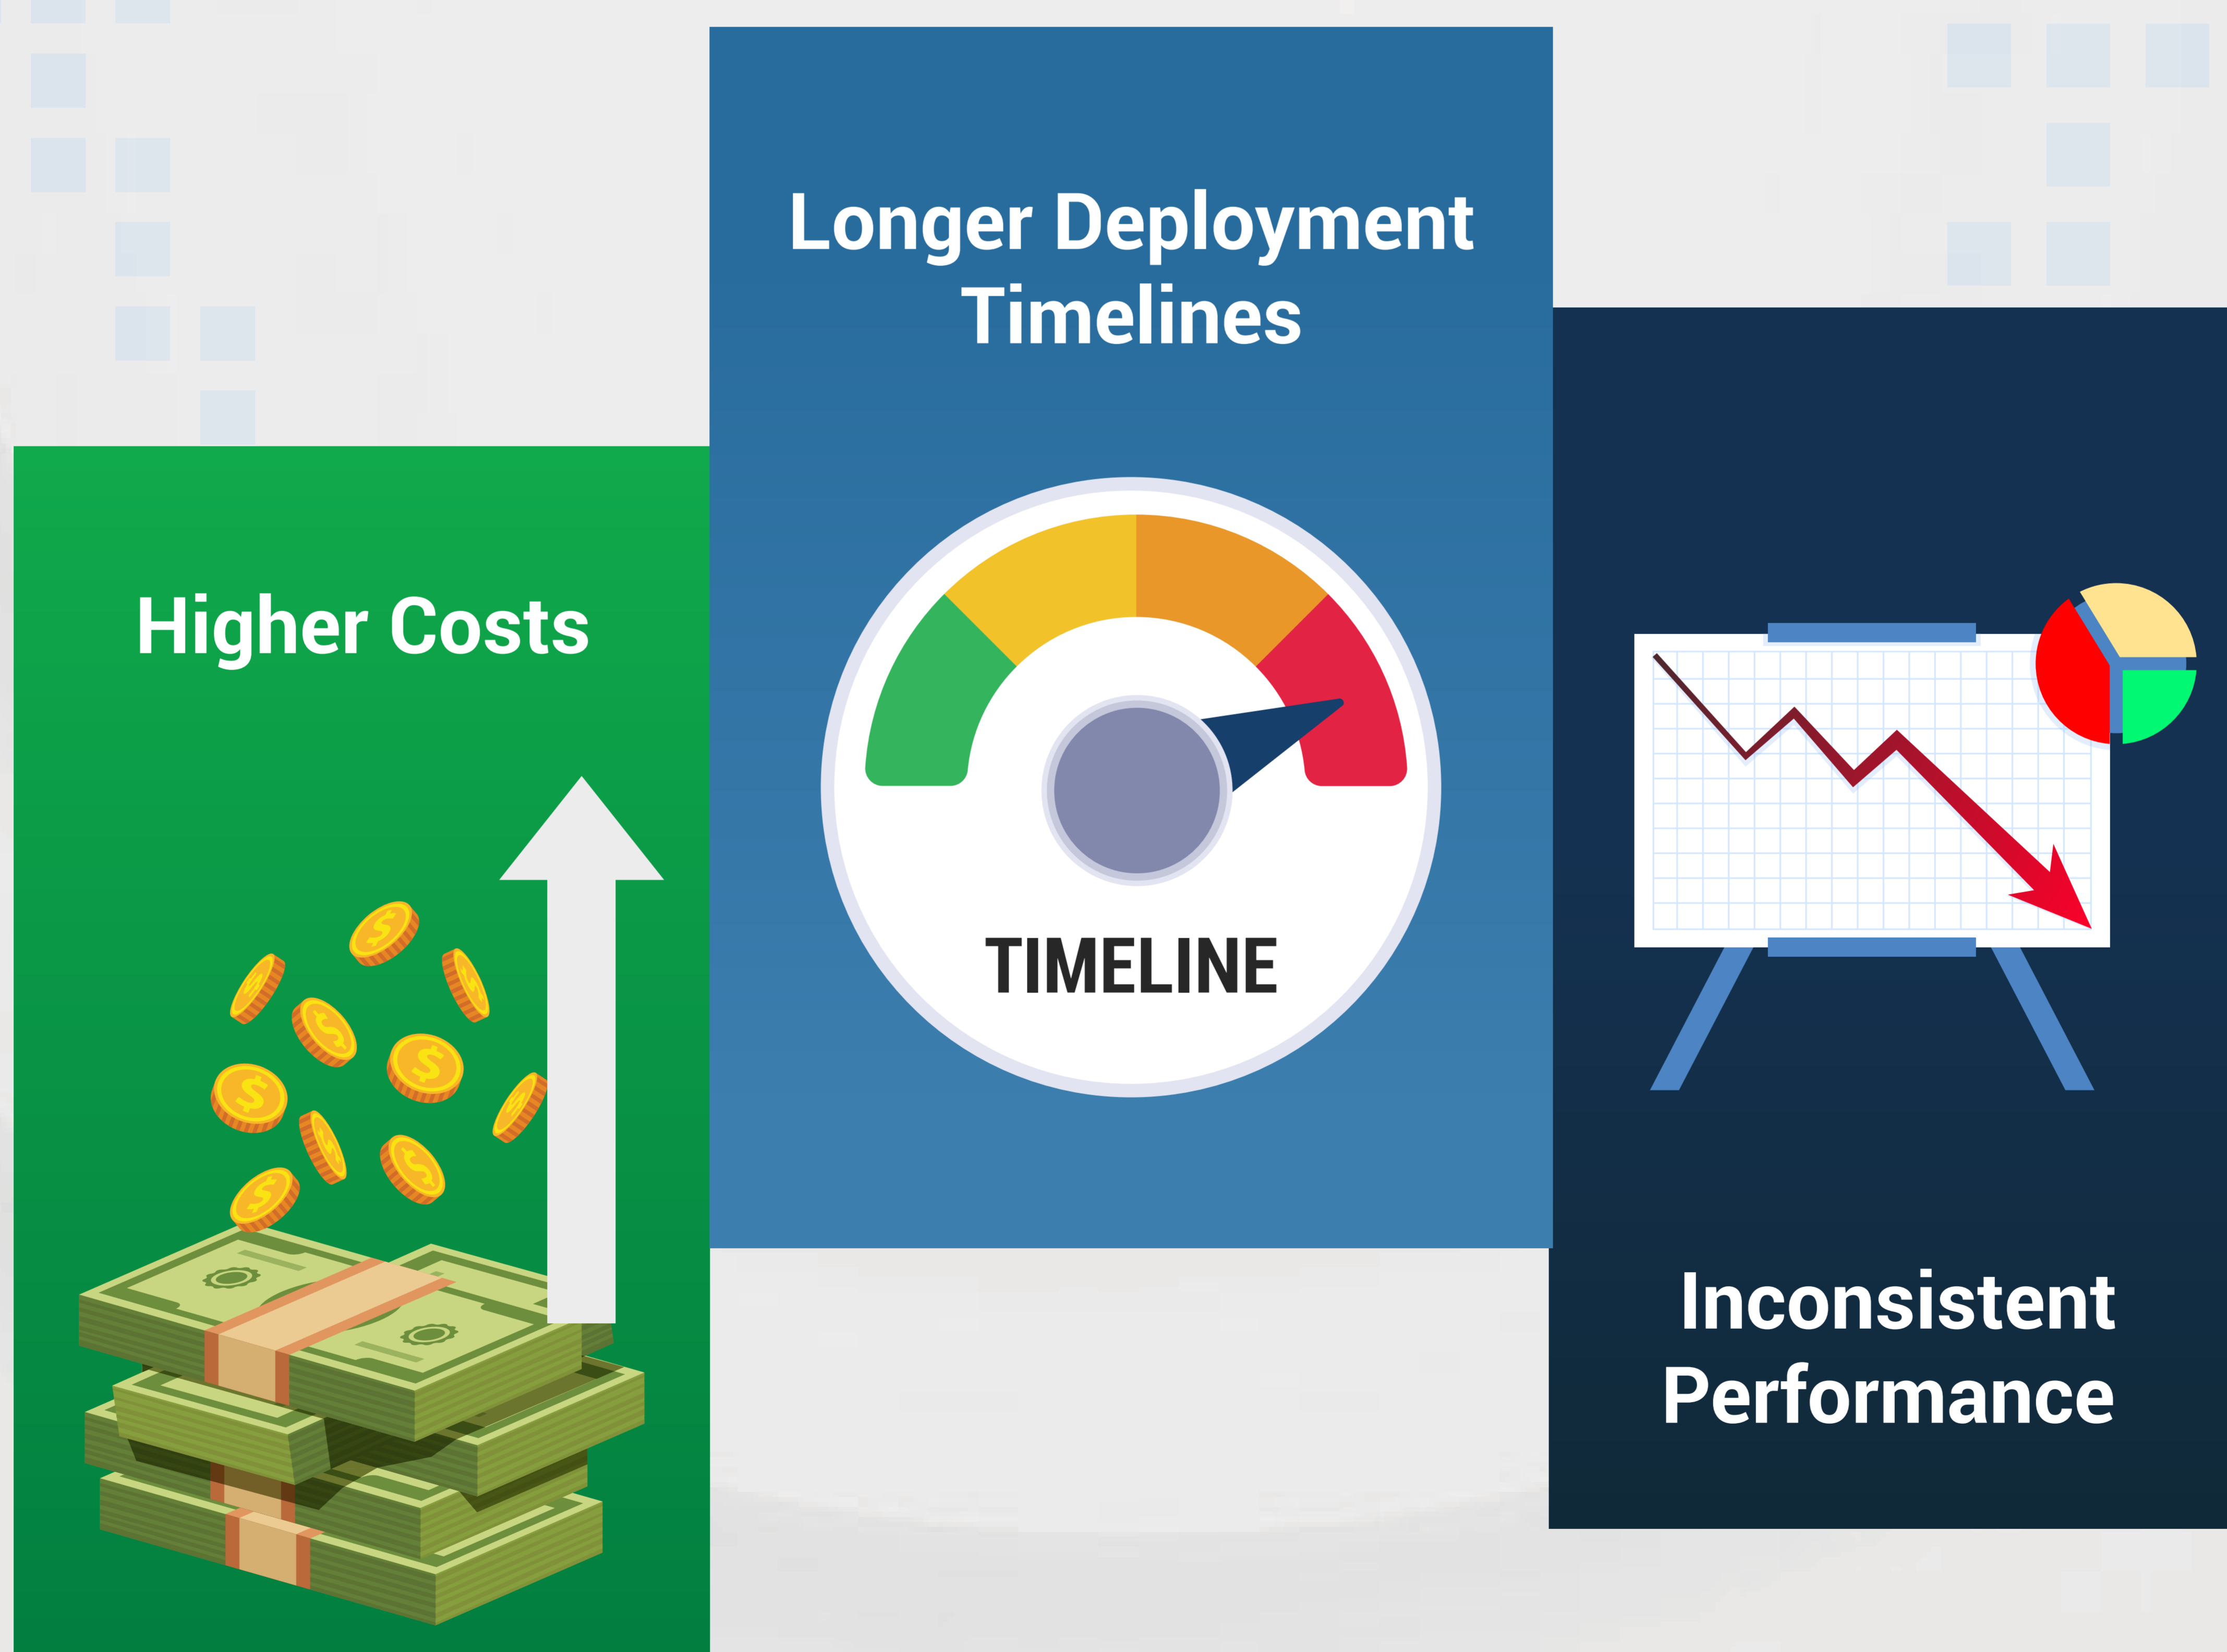 Higher Costs
Longer Deployment
Timelines
TIMELINE
Inconsistent
Performance